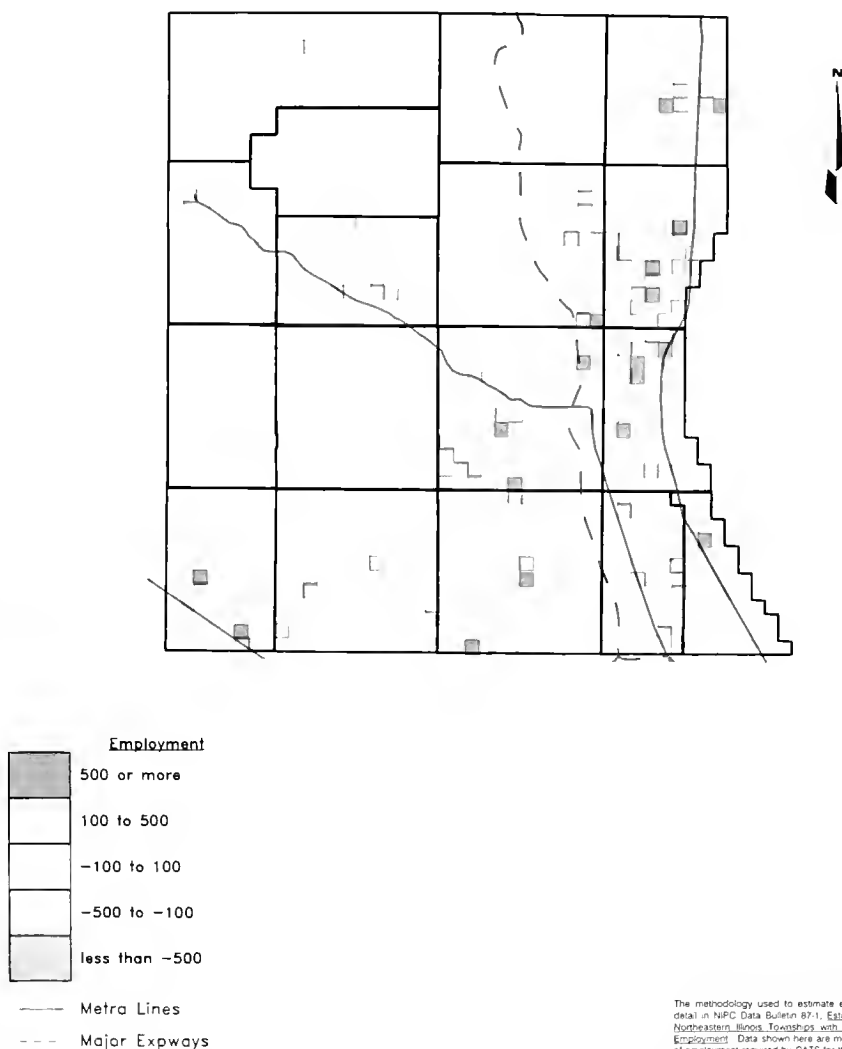 N
Employment
500 or more
100 to 500
-100 to 100
-500 to -100
less than -500
Metra Lines
Major Expways
The methodology used to estimate
detail in NIPC Data Bulletin 87-1,
Northeastern Illinois Townships with
Employment Data shown here are